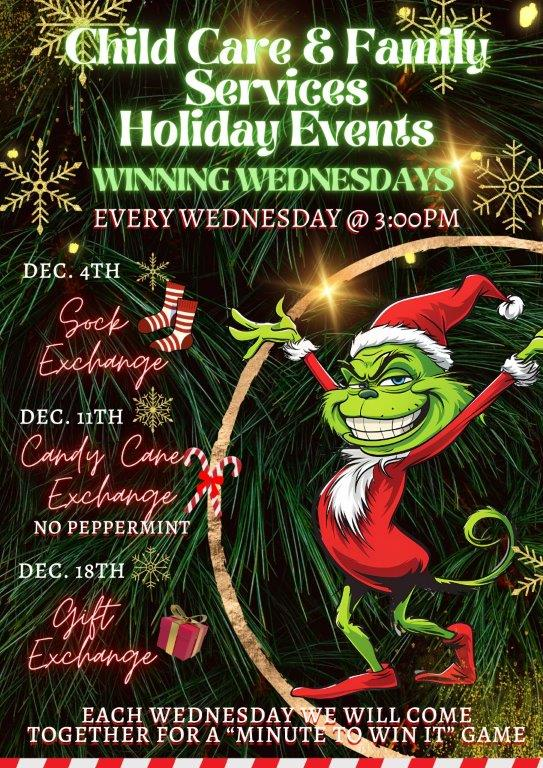 Child Care & Family
Services
Holiday Events
WINNING WEDNESDAYS
EVERY WEDNESDAY @ 3:00PM
DEC. 4TH
Sock
Exchange
DEC. 11TH
Candy Cane
Exchange
NO PEPPERMINT
DEC. 18TH
Gift
Exchange
EACH WEDNESDAY WE WILL COME
TOGETHER FOR A “MINUTE TO WIN IT” GAME